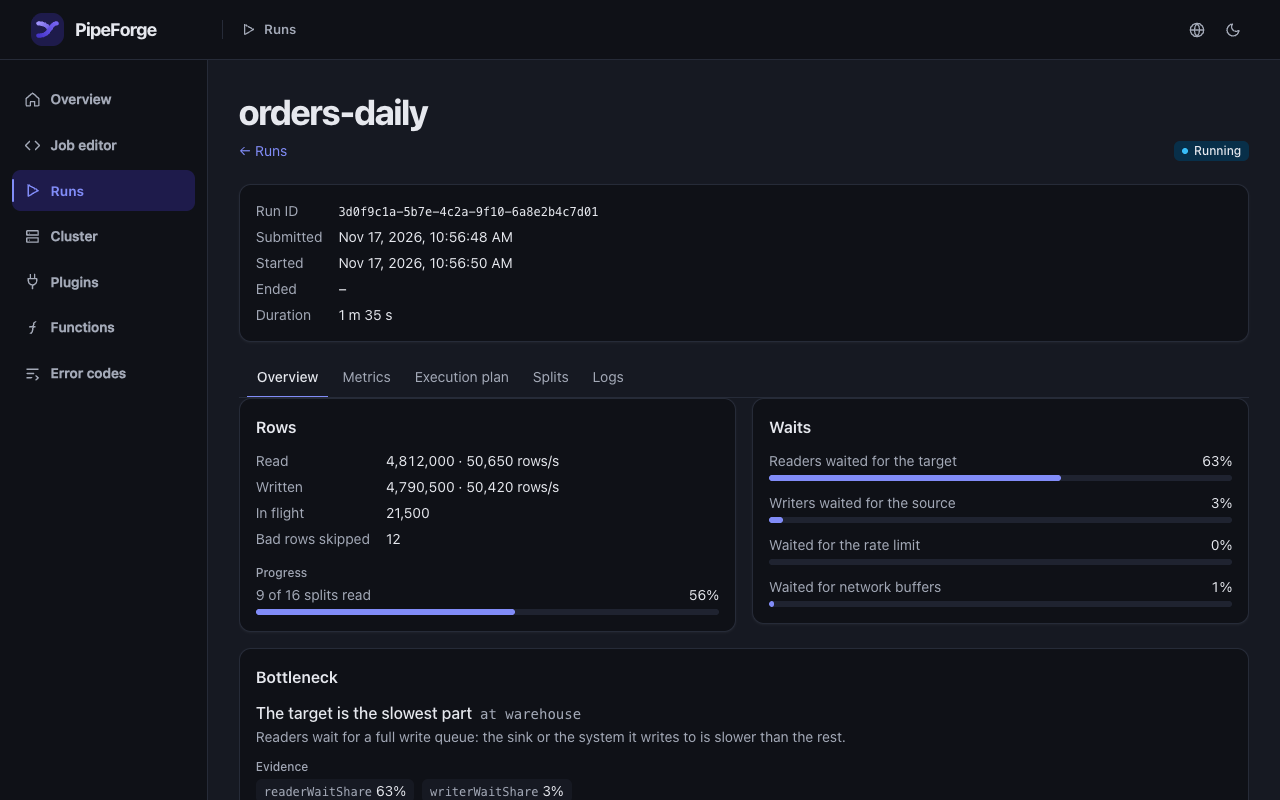 PipeForge
Runs
Overview
Job editor
Runs
Cluster
Plugins
Functions
Error codes
orders-daily
← Runs
Running
Run ID 3d0f9c1a-5b7e-4c2a-9f10-6a8e2b4c7d01
Submitted Nov 17, 2026, 10:56:48 AM
Started Nov 17, 2026, 10:56:50 AM
Ended –
Duration 1 m 35 s
Overview Metrics Execution plan Splits Logs
Rows
Read 4,812,000 · 50,650 rows/s
Written 4,790,500 · 50,420 rows/s
In flight 21,500
Bad rows skipped 12
Progress
9 of 16 splits read 56%
Waits
Readers waited for the target 63%
Writers waited for the source 3%
Waited for the rate limit 0%
Waited for network buffers 1%
Bottleneck
The target is the slowest part at warehouse
Readers wait for a full write queue: the sink or the system it writes to is slower than the rest.
Evidence
readerWaitShare 63% writerWaitShare 3%